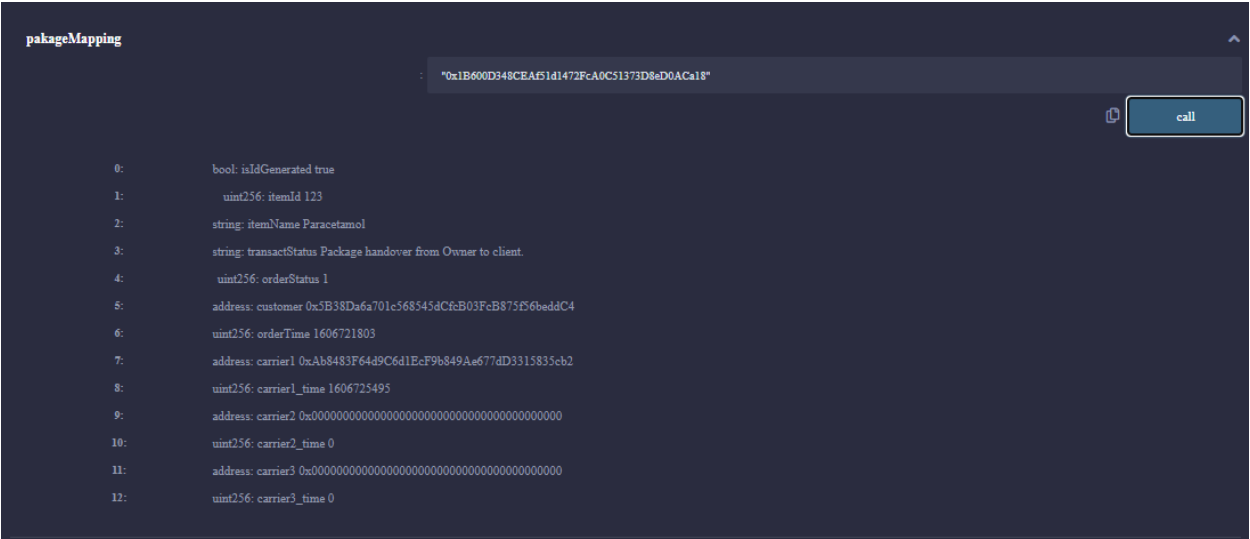 pakageMapping
: "0x1B600D348CEAf51d1472FcA0C51373D8eD0ACa18"
call
0: bool: isIdGenerated true
1: uint256: itemId 123
2: string: itemName Paracetamol
3: string: transactStatus Package handover from Owner to client.
4: uint256: orderStatus 1
5: address: customer 0x5B38Da6a701c568545dCfcB03FcB875f56beddC4
6: uint256: orderTime 1606721803
7: address: carrier1 0xAb8483F64d9C6d1EcF9b849Ae677dD3315835cb2
8: uint256: carrier1_time 1606725495
9: address: carrier2 0x0000000000000000000000000000000000000000
10: uint256: carrier2_time 0
11: address: carrier3 0x0000000000000000000000000000000000000000
12: uint256: carrier3_time 0